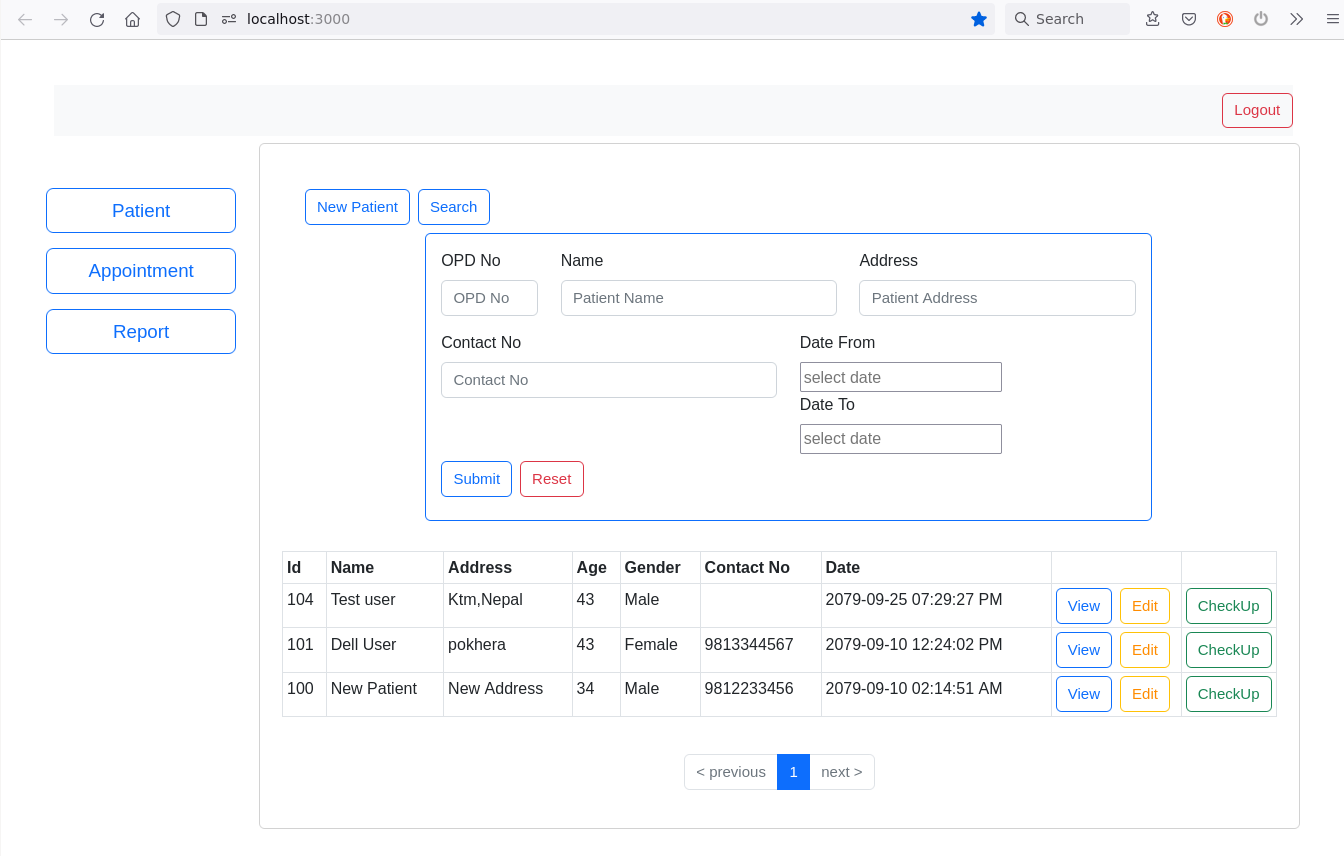 localhost:3000
Search
Logout
Patient
Appointment
Report
New Patient Search
OPD No Name Address
OPD No Patient Name Patient Address
Contact No Date From
Contact No select date
Date To
select date
Submit Reset
Id Name Address Age Gender Contact No Date
104 Test user Ktm,Nepal 43 Male 2079-09-25 07:29:27 PM View Edit CheckUp
101 Dell User pokhera 43 Female 9813344567 2079-09-10 12:24:02 PM View Edit CheckUp
100 New Patient New Address 34 Male 9812233456 2079-09-10 02:14:51 AM View Edit CheckUp
< previous 1 next >